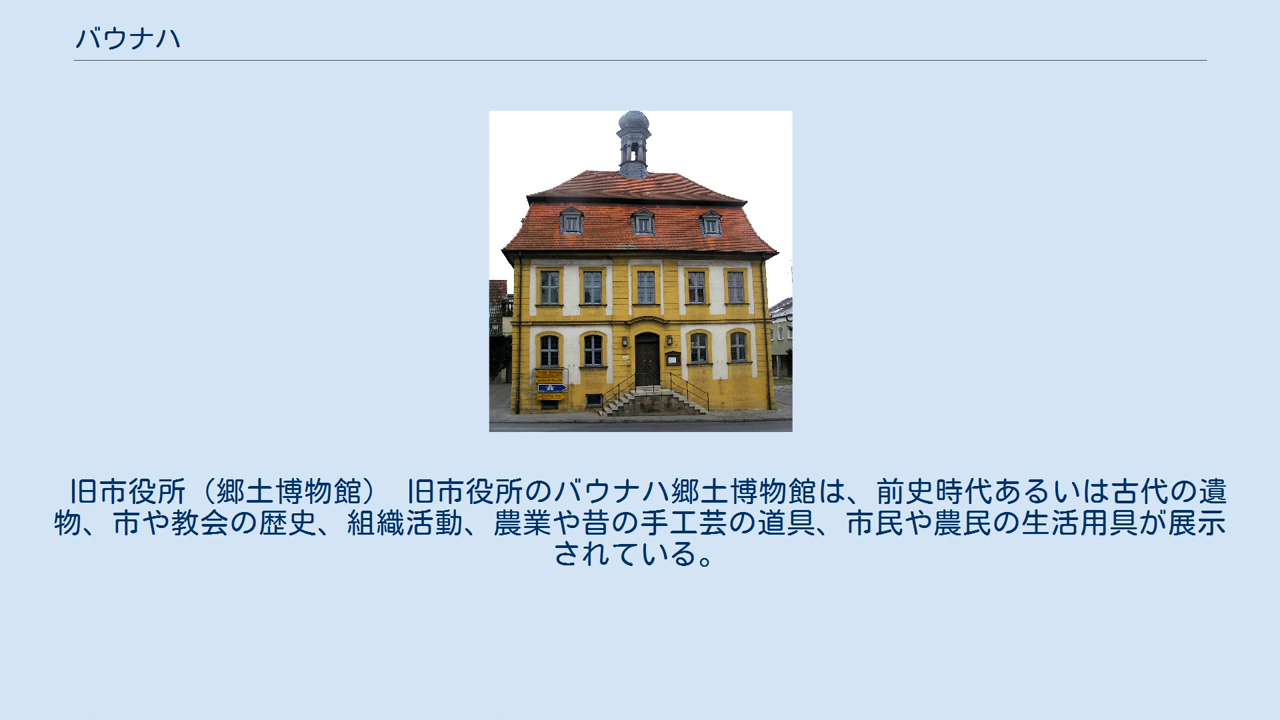 バウナハ
旧市役所（郷土博物館） 旧市役所のバウナハ郷土博物館は、前史時代あるいは古代の遺
物、市や教会の歴史、組織活動、農業や昔の手工芸の道具、市民や農民の生活用具が展示
されている。